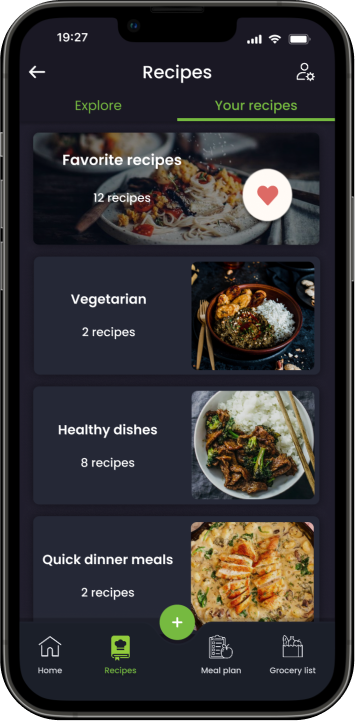 19:27
Recipes
Explore
Your recipes
Favorite recipes
12 recipes
Vegetarian
2 recipes
Healthy dishes
8 recipes
Quick dinner meals
2 recipes
+
Home
Recipes
Meal plan
Grocery list